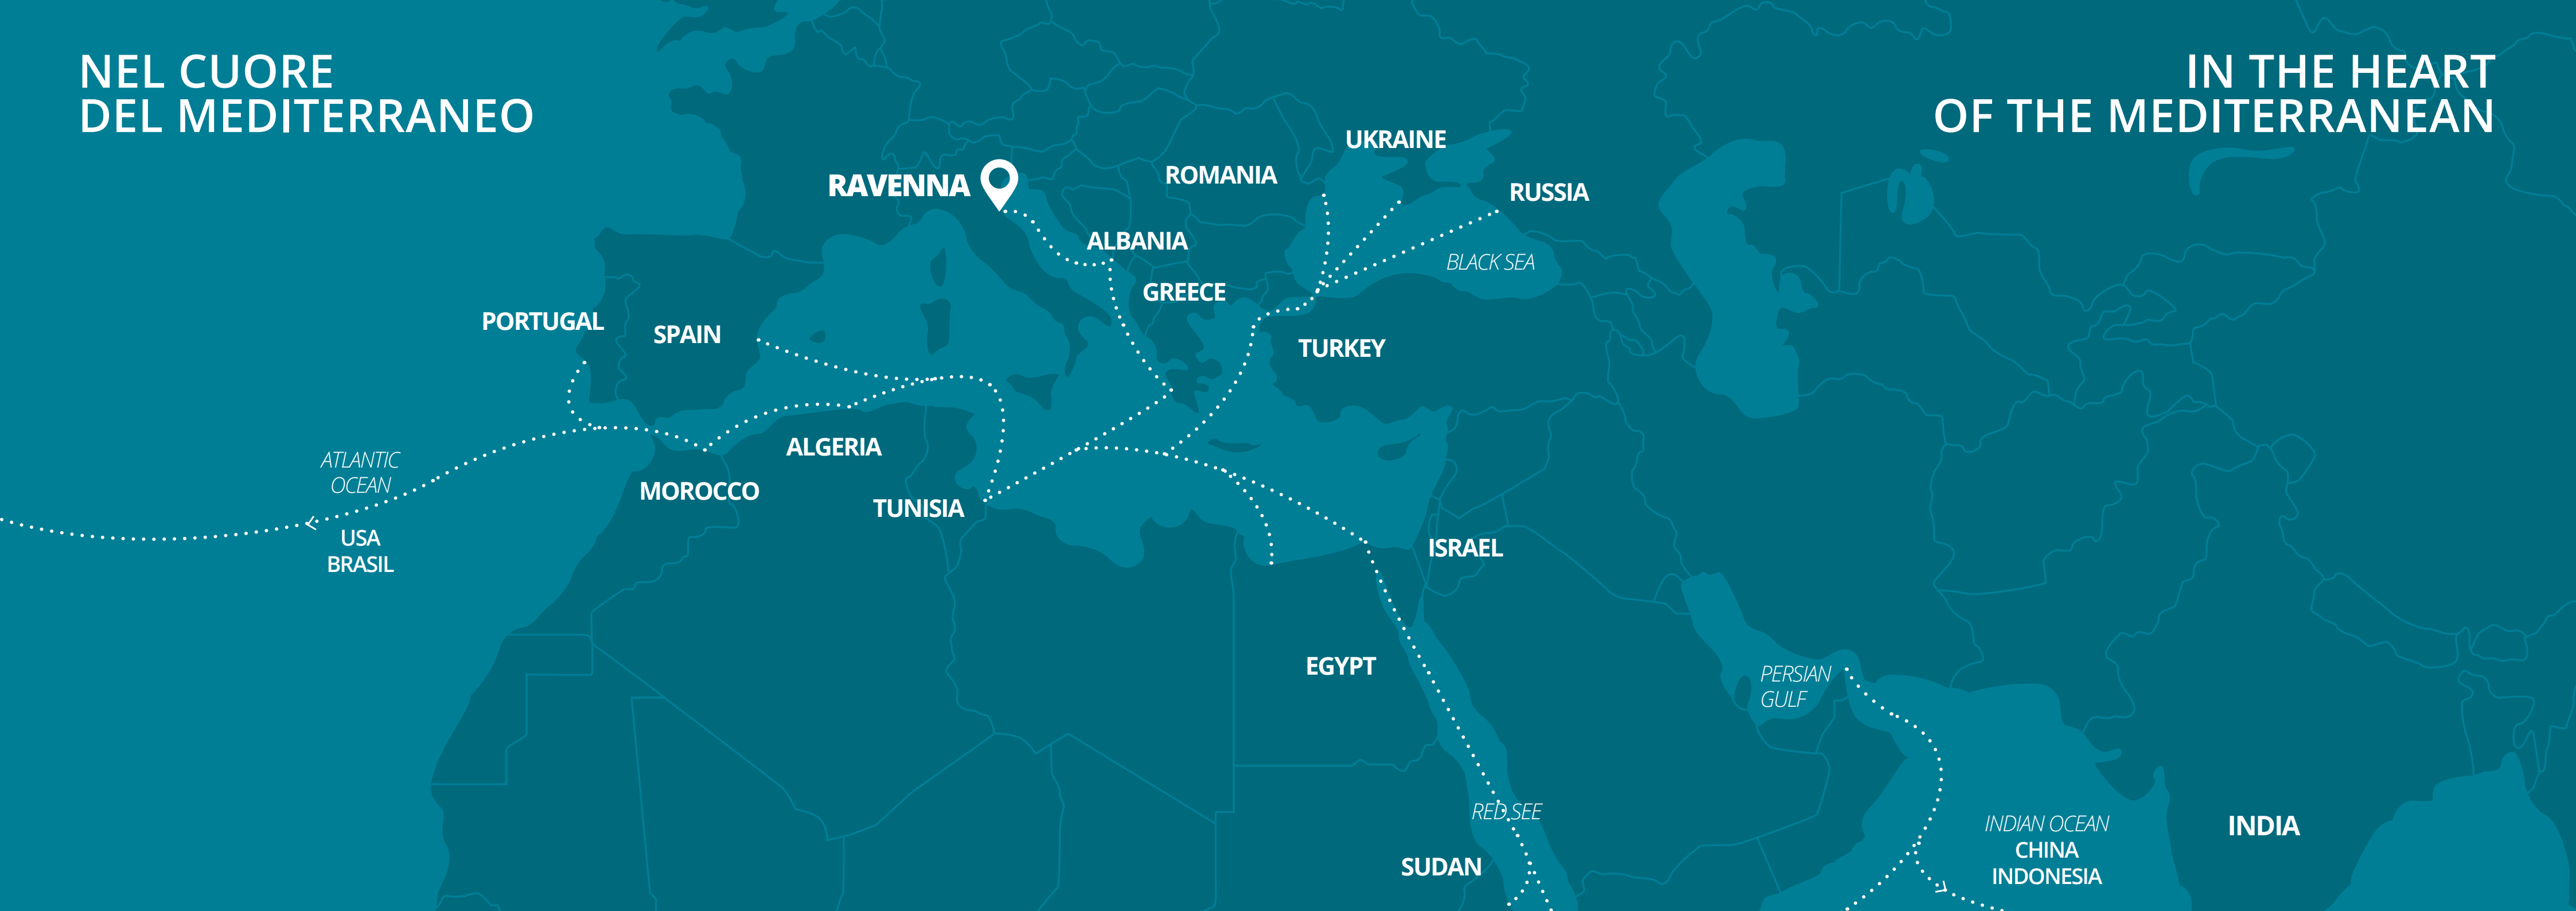 NEL CUORE
DEL MEDITERRANEO
IN THE HEART
OF THE MEDITERRANEAN
UKRAINE
ROMANIA
RAVENNA
RUSSIA
ALBANIA
BLACK SEA
GREECE
PORTUGAL
SPAIN
TURKEY
ALGERIA
ATLANTIC
OCEAN
MOROCCO
TUNISIA
USA
BRASIL
ISRAEL
EGYPT
PERSIAN
GULF
RED SEE
SUDAN
INDIAN OCEAN
CHINA
INDONESIA
INDIA